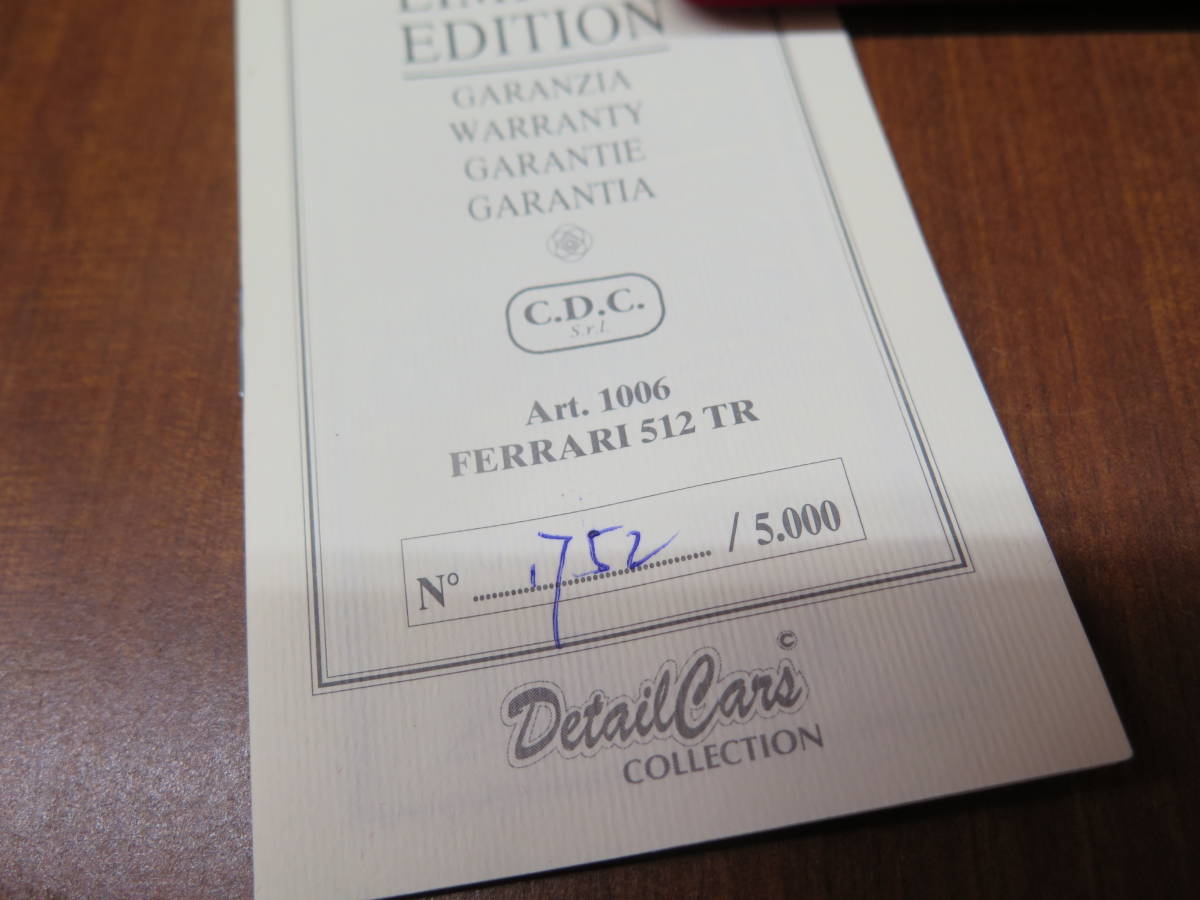 EDITION
GARANZIA
WARRANTY
GARANTIE
GARANTIA
C.D.C.
S.r.l.
Art. 1006
FERRARI 512 TR
N° 1752 / 5.000
DetailCars ©
COLLECTION